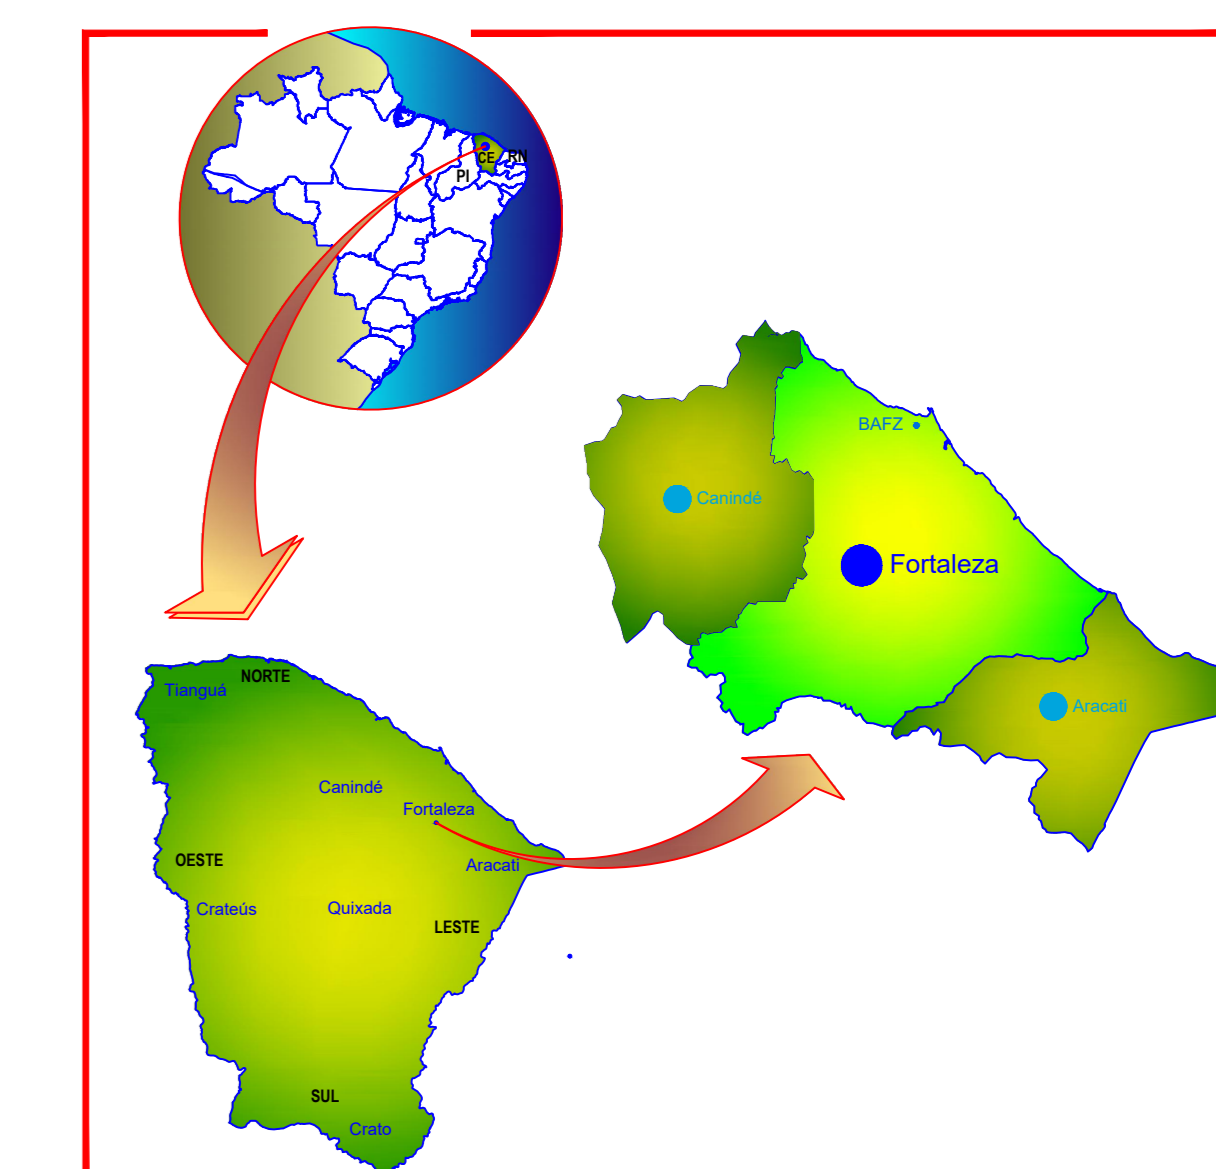 CE
RN
PI
BAFZ
Canindé
Fortaleza
Aracati
NORTE
Tianguá
Canindé
Fortaleza
OESTE
Aracati
Crateús
Quixada
LESTE
SUL
Crato